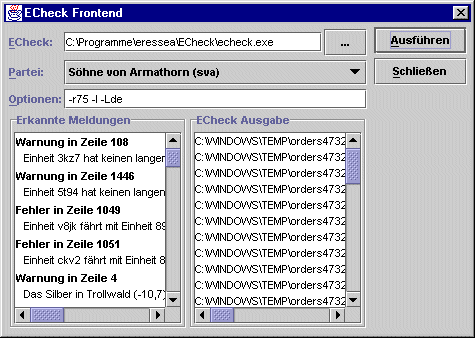 ECheck Frontend
ECheck: C:\Programme\eressea\ECheck\echeck.exe ... Ausführen
Partei: Söhne von Armathorn (sva) Schließen
Optionen: -r75 -l -Lde
Erkannte Meldungen
Warnung in Zeile 108
Einheit 3kz7 hat keinen langen
Warnung in Zeile 1446
Einheit 5t94 hat keinen langen
Fehler in Zeile 1049
Einheit v8jk fährt mit Einheit 89
Fehler in Zeile 1051
Einheit ckv2 fährt mit Einheit 8
Warnung in Zeile 4
Das Silber in Trollwald (-10,7)
ECheck Ausgabe
C:\WINDOWS\TEMP\orders4732
C:\WINDOWS\TEMP\orders4732
C:\WINDOWS\TEMP\orders4732
C:\WINDOWS\TEMP\orders4732
C:\WINDOWS\TEMP\orders4732
C:\WINDOWS\TEMP\orders4732
C:\WINDOWS\TEMP\orders4732
C:\WINDOWS\TEMP\orders4732
C:\WINDOWS\TEMP\orders4732
C:\WINDOWS\TEMP\orders4732
C:\WINDOWS\TEMP\orders4732